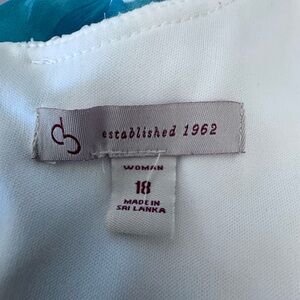 established 1962
WOMAN
18
MADE IN
SRI LANKA